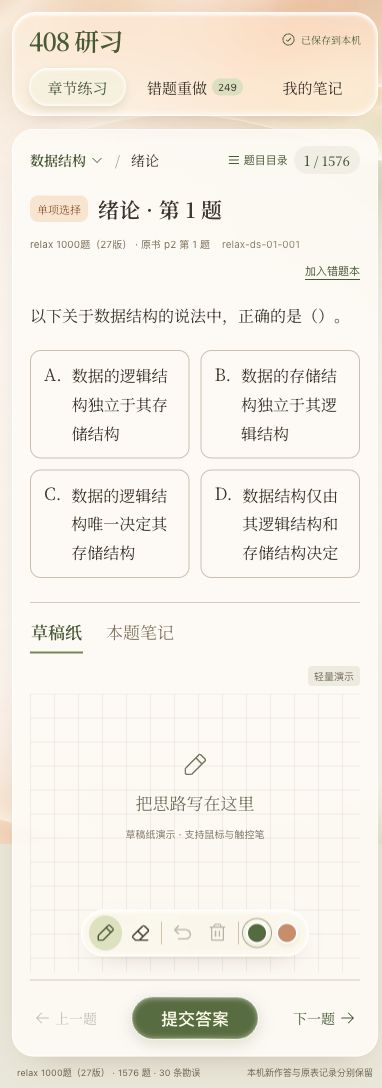 408 研习
已保存到本机
章节练习 错题重做 249 我的笔记
数据结构 / 绪论 题目目录 1 / 1576
单项选择 绪论 · 第 1 题
relax 1000题（27版） · 原书 p2 第 1 题 relax-ds-01-001
加入错题本
以下关于数据结构的说法中，正确的是（）。
A. 数据的逻辑结
构独立于其存
储结构
B. 数据的存储结
构独立于其逻
辑结构
C. 数据的逻辑结
构唯一决定其
存储结构
D. 数据结构仅由
其逻辑结构和
存储结构决定
草稿纸 本题笔记
轻量演示
把思路写在这里
草稿纸演示 · 支持鼠标与触控笔
← 上一题 提交答案 下一题 →
relax 1000题（27版） · 1576 题 · 30 条勘误 本机新作答与原表记录分别保留